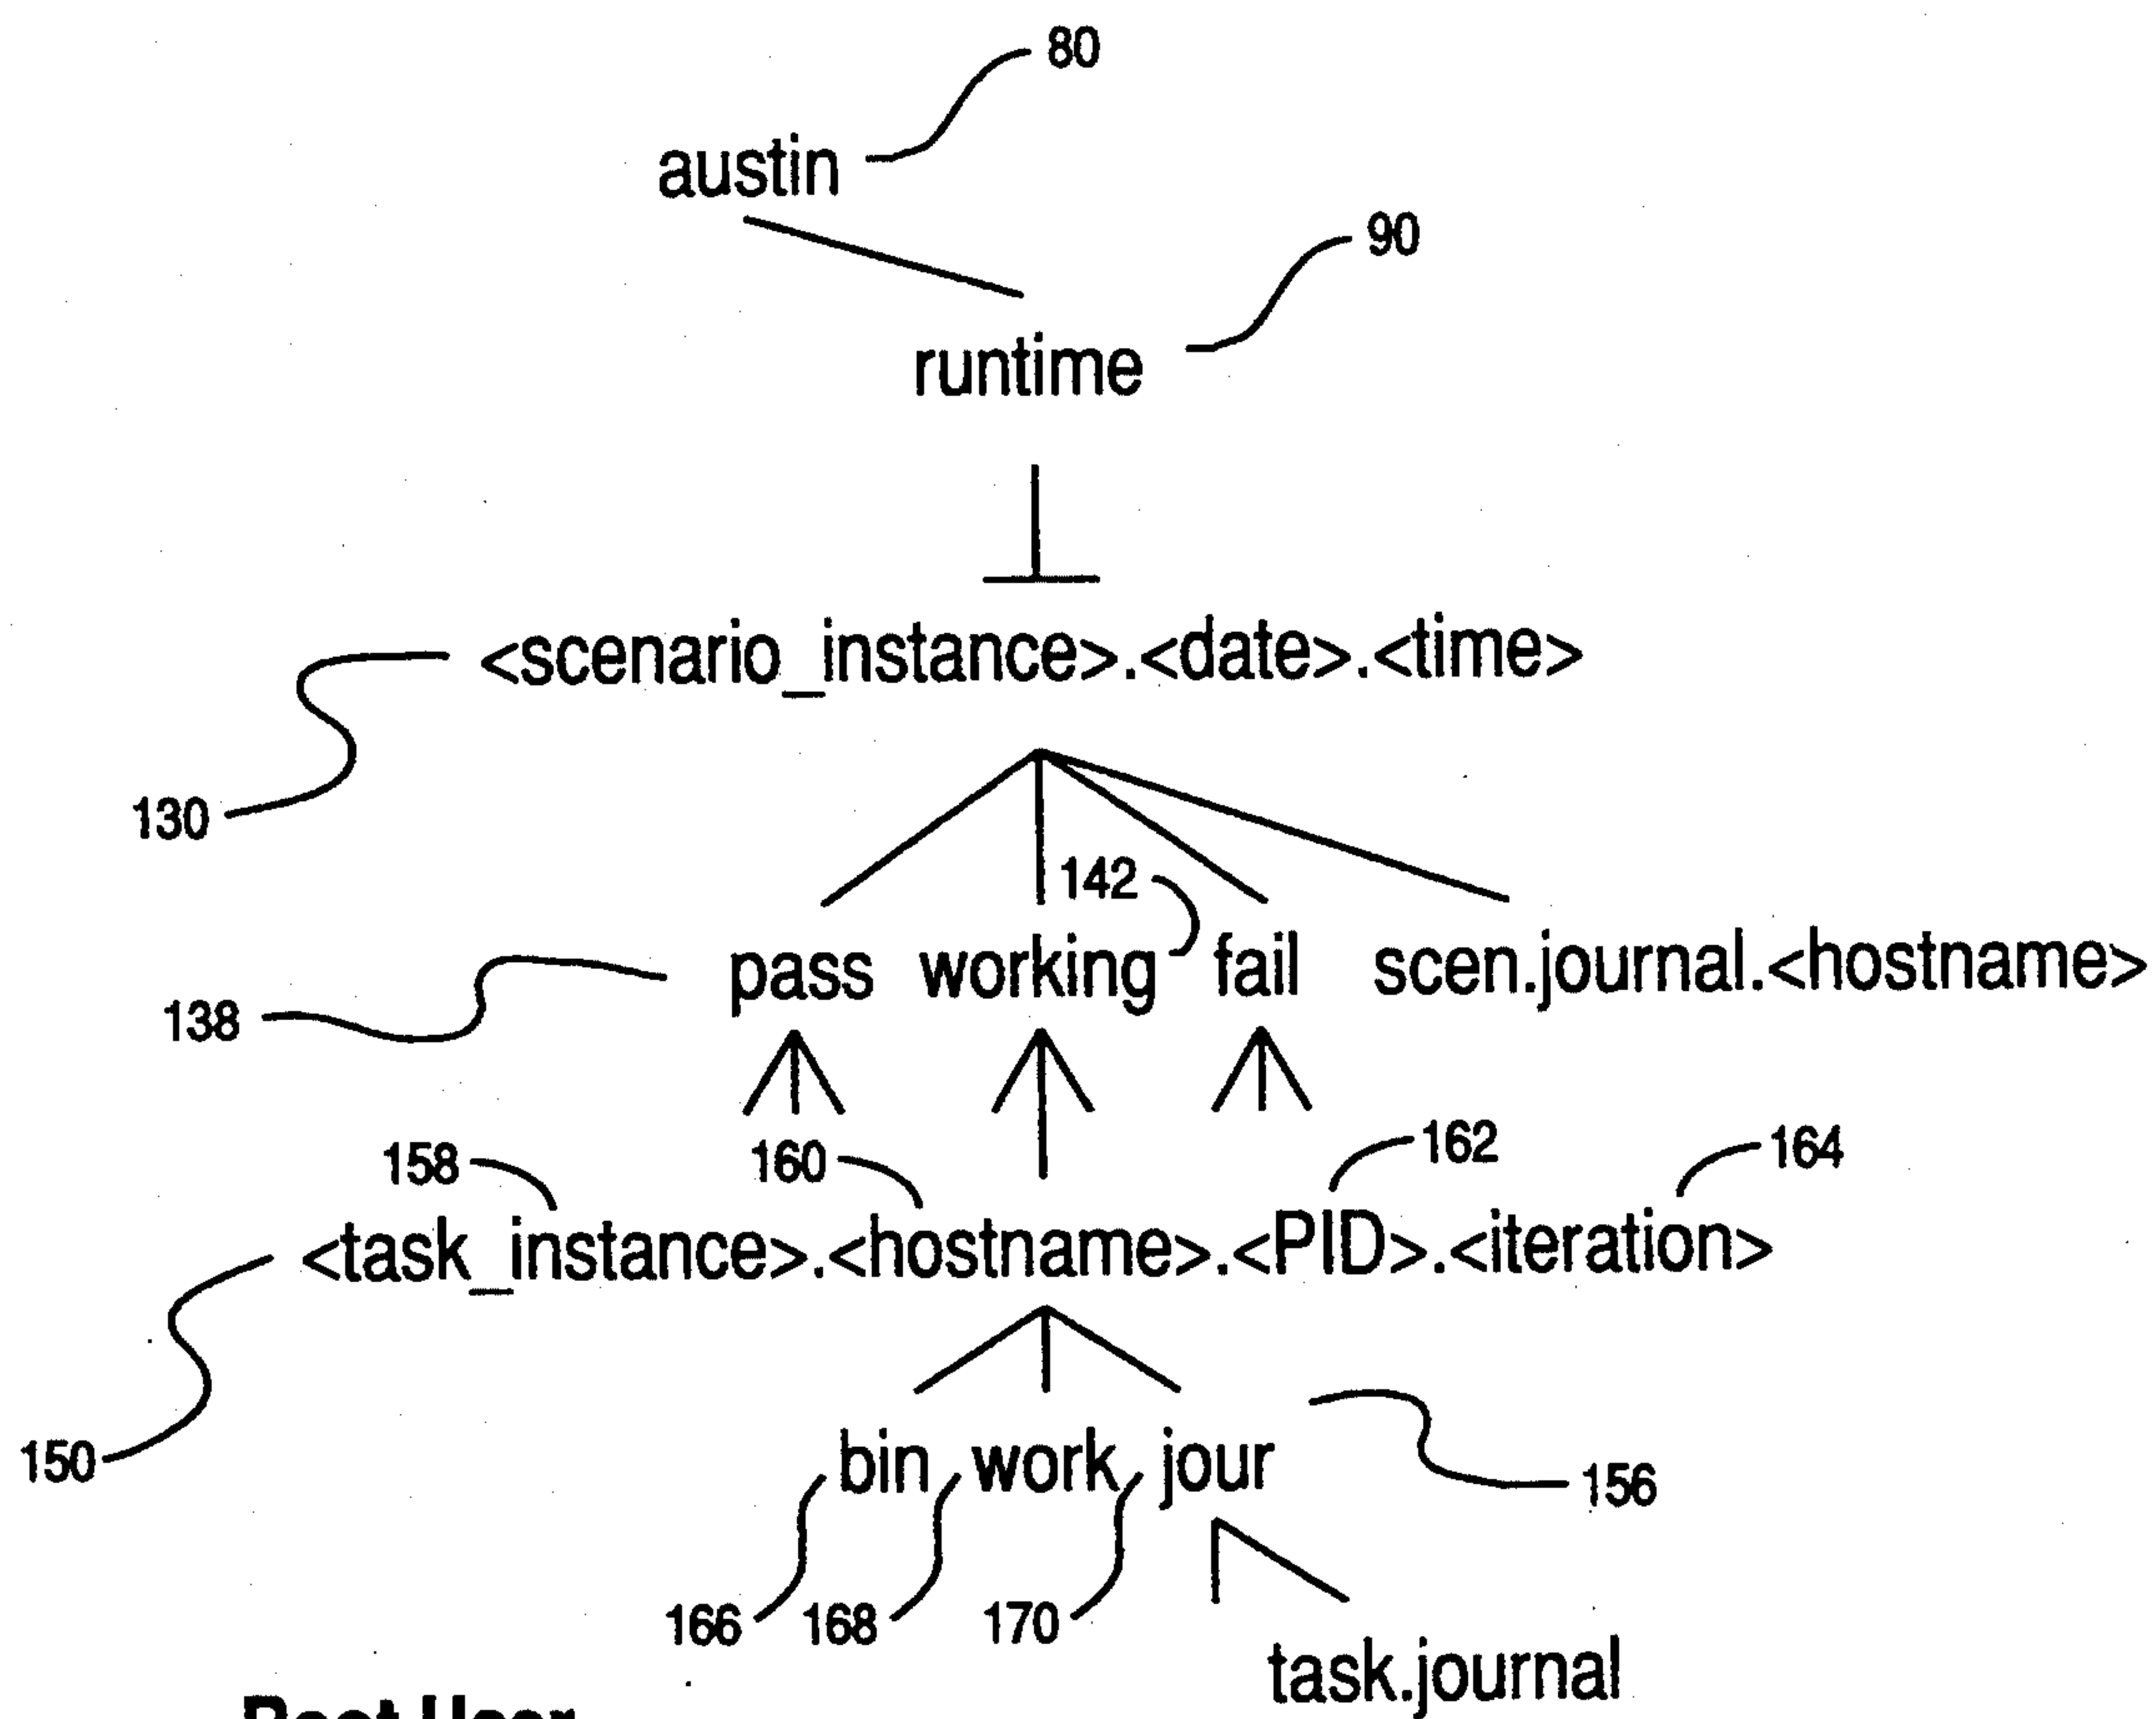 80
austin
90
runtime
<scenario_instance>.<date>.<time>
130
142
pass working fail scen.journal.<hostname>
138
158 160 162 164
<task_instance>.<hostname>.<PID>.<iteration>
150
bin work jour
156
166 168 170
task.journal